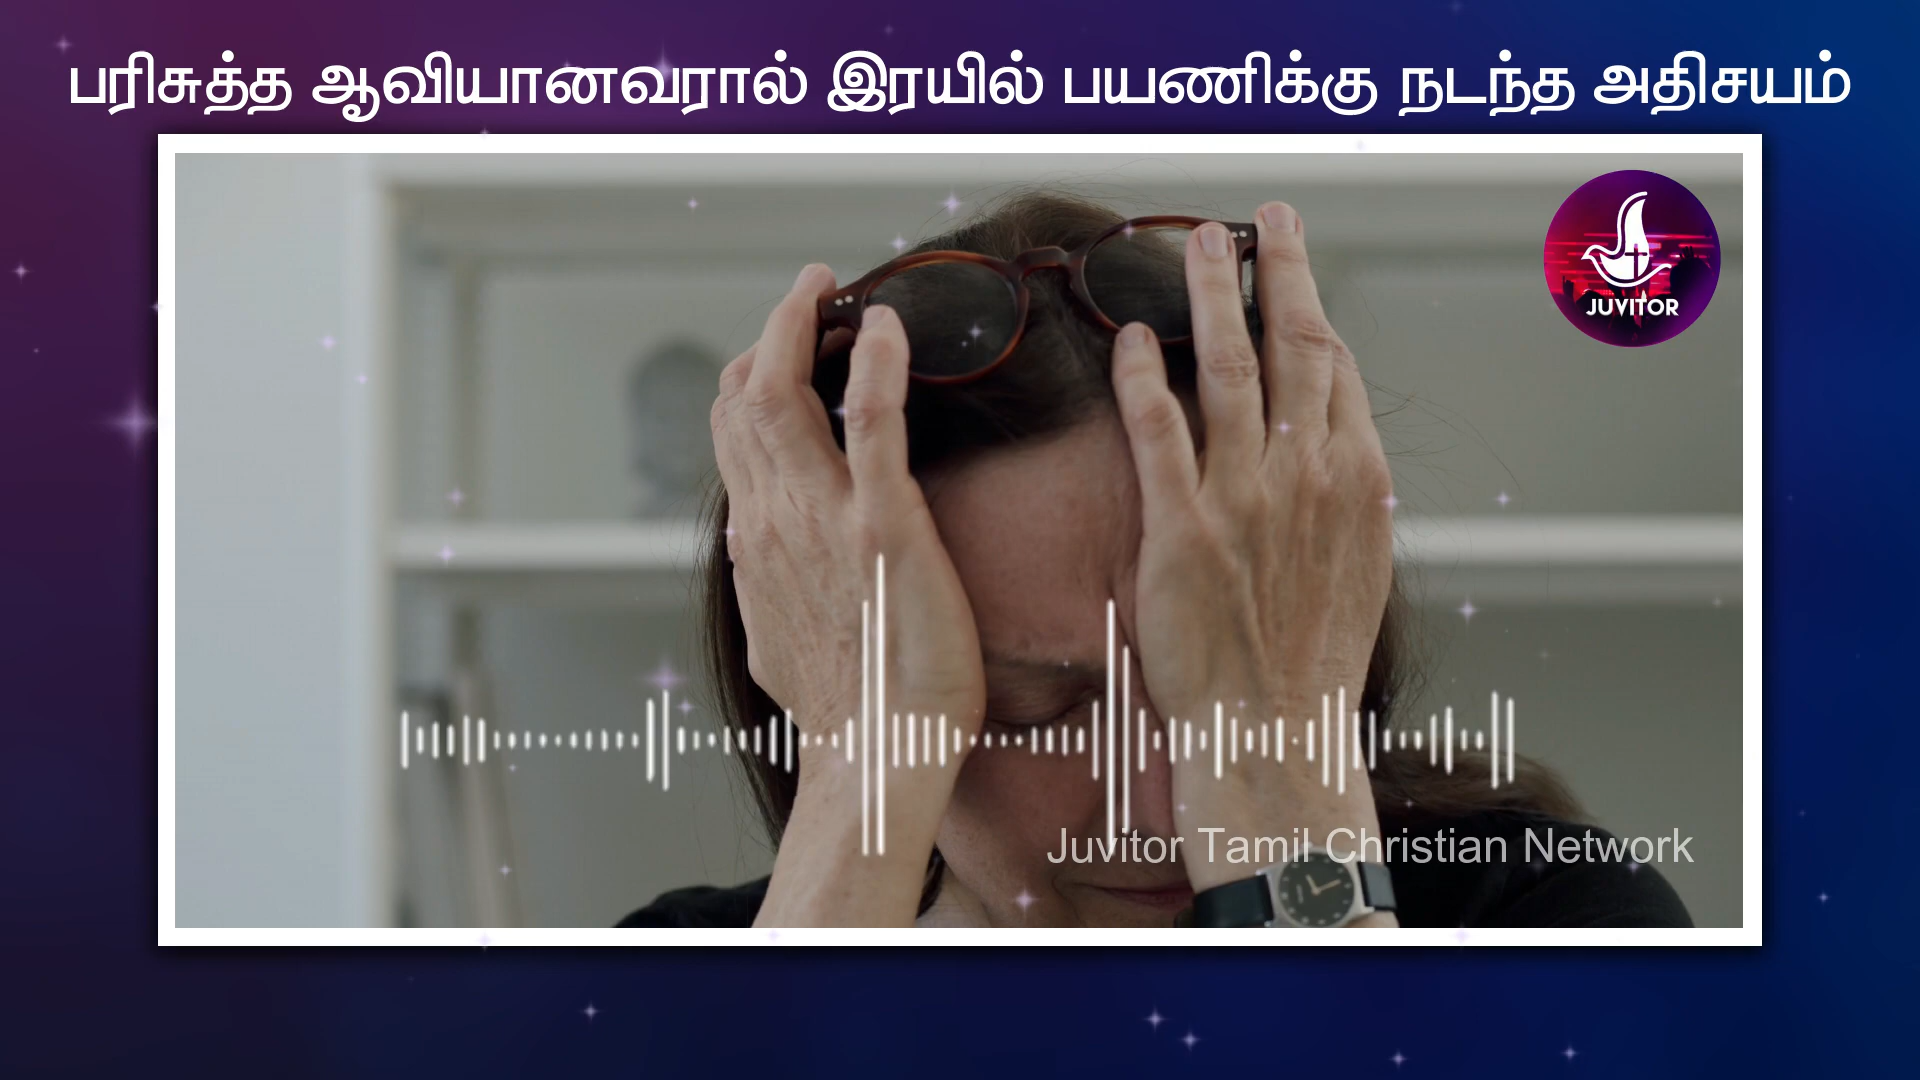 பரிசுத்த ஆவியானவரால் இரயில் பயணிக்கு நடந்த அதிசயம்
JUVITOR
Juvitor Tamil Christian Network